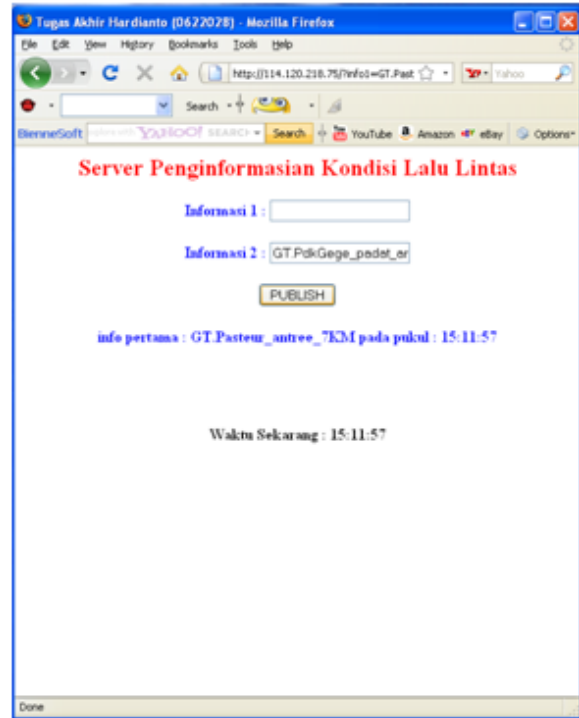 Tugas Akhir Hardianto (0622028) - Mozilla Firefox
File Edit View History Bookmarks Tools Help
http://114.120.218.75/?info1=GT.Past Yahoo
Search
BienneSoft YAHOO! SEARCH Search YouTube Amazon eBay Options
Server Penginformasian Kondisi Lalu Lintas
Informasi 1 :
Informasi 2 : GT.PdkGege_padat_ar
PUBLISH
info pertama : GT.Pasteur_antree_7KM pada pukul : 15:11:57
Waktu Sekarang : 15:11:57
Done